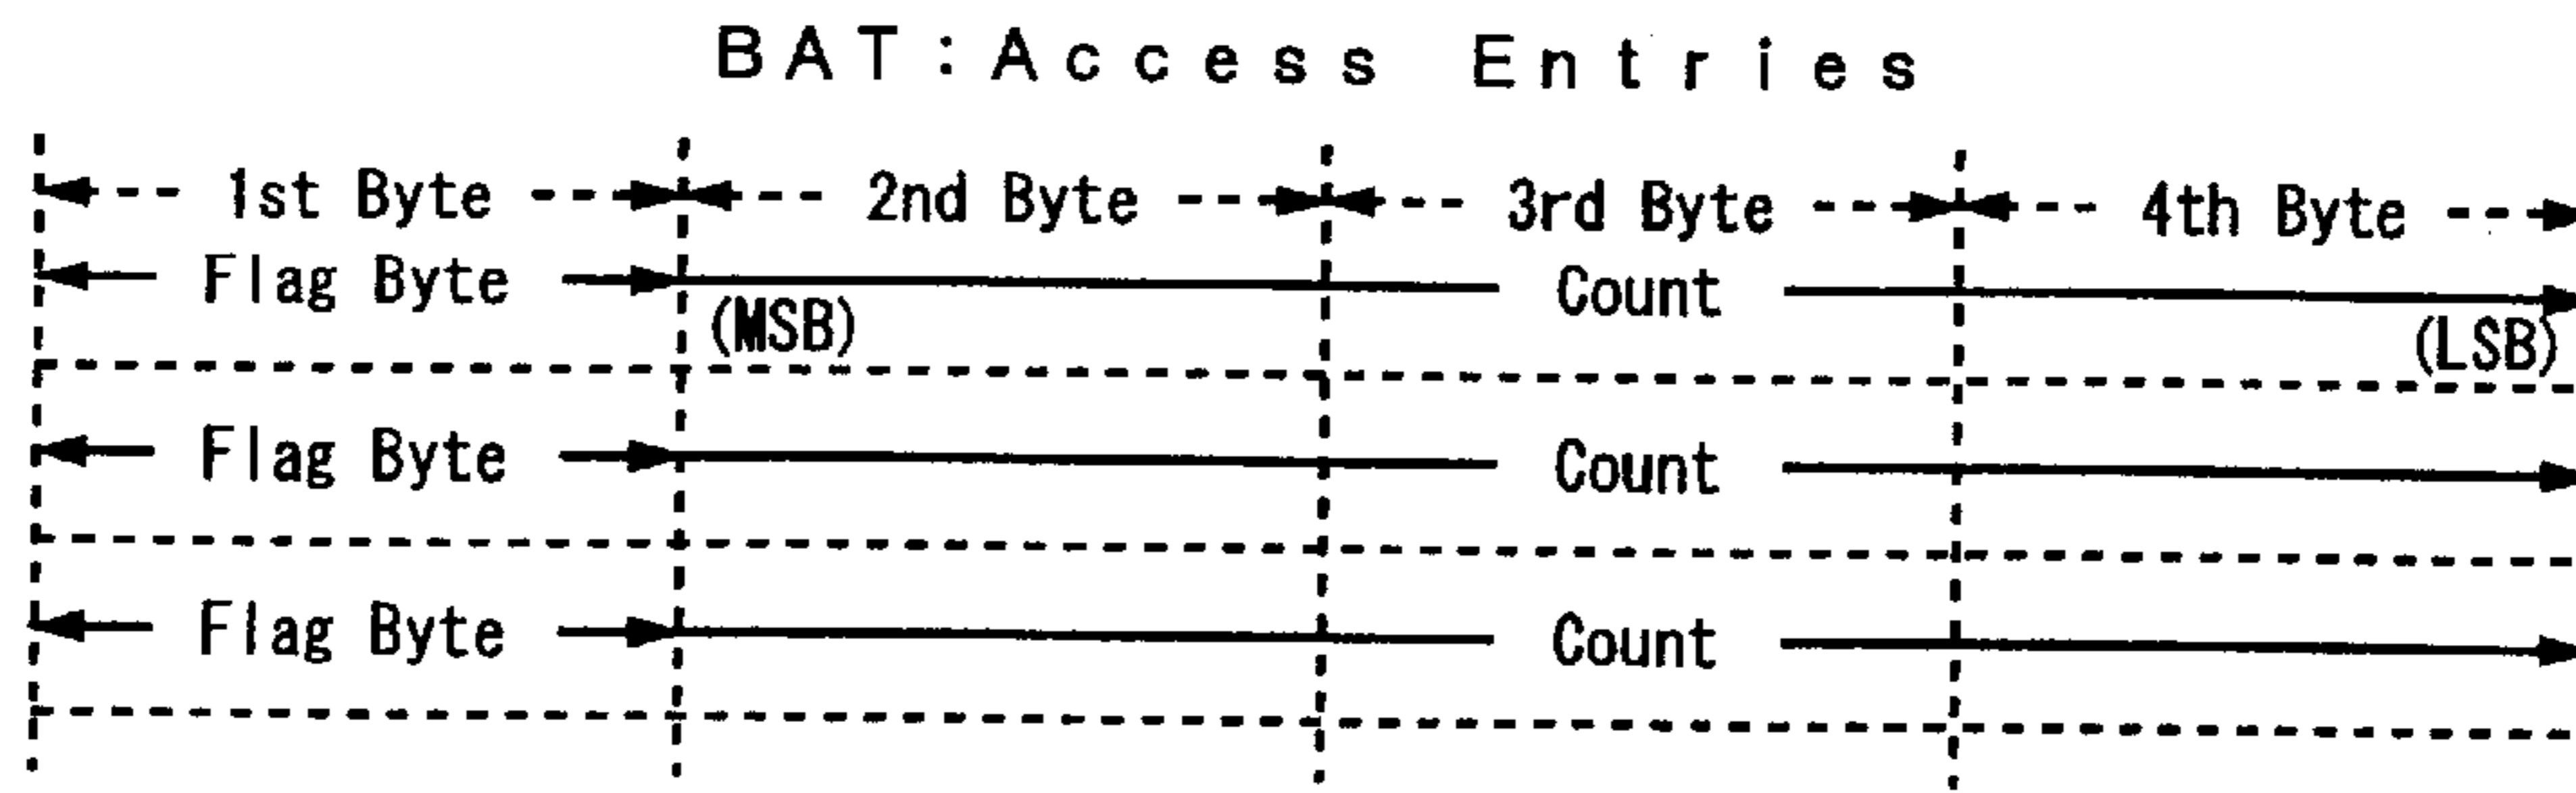 BAT:Access Entries
1st Byte 2nd Byte 3rd Byte 4th Byte
Flag Byte Count
(MSB) (LSB)
Flag Byte Count
Flag Byte Count